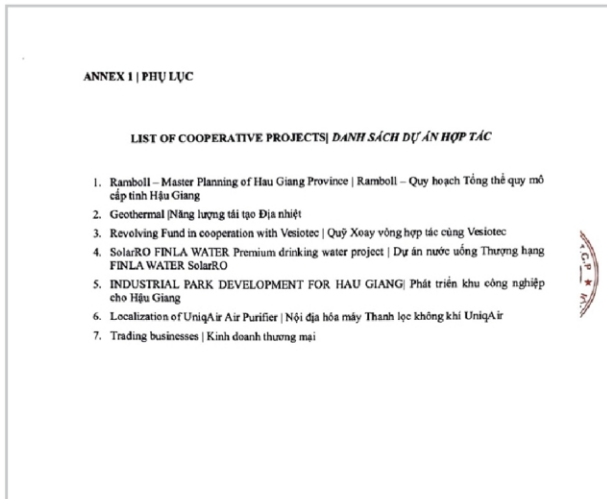 ANNEX 1 | PHỤ LỤC
LIST OF COOPERATIVE PROJECTS| DANH SÁCH DỰ ÁN HỢP TÁC
1. Ramboll – Master Planning of Hau Giang Province | Ramboll – Quy hoạch Tổng thể quy mô
cấp tỉnh Hậu Giang
2. Geothermal |Năng lượng tái tạo Địa nhiệt
3. Revolving Fund in cooperation with Vesiotec | Quỹ Xoay vòng hợp tác cùng Vesiotec
4. SolarRO FINLA WATER Premium drinking water project | Dự án nước uống Thượng hạng
FINLA WATER SolarRO
5. INDUSTRIAL PARK DEVELOPMENT FOR HAU GIANG| Phát triển khu công nghiệp
cho Hậu Giang
6. Localization of UniqAir Air Purifier | Nội địa hóa máy Thanh lọc không khí UniqAir
7. Trading businesses | Kinh doanh thương mại